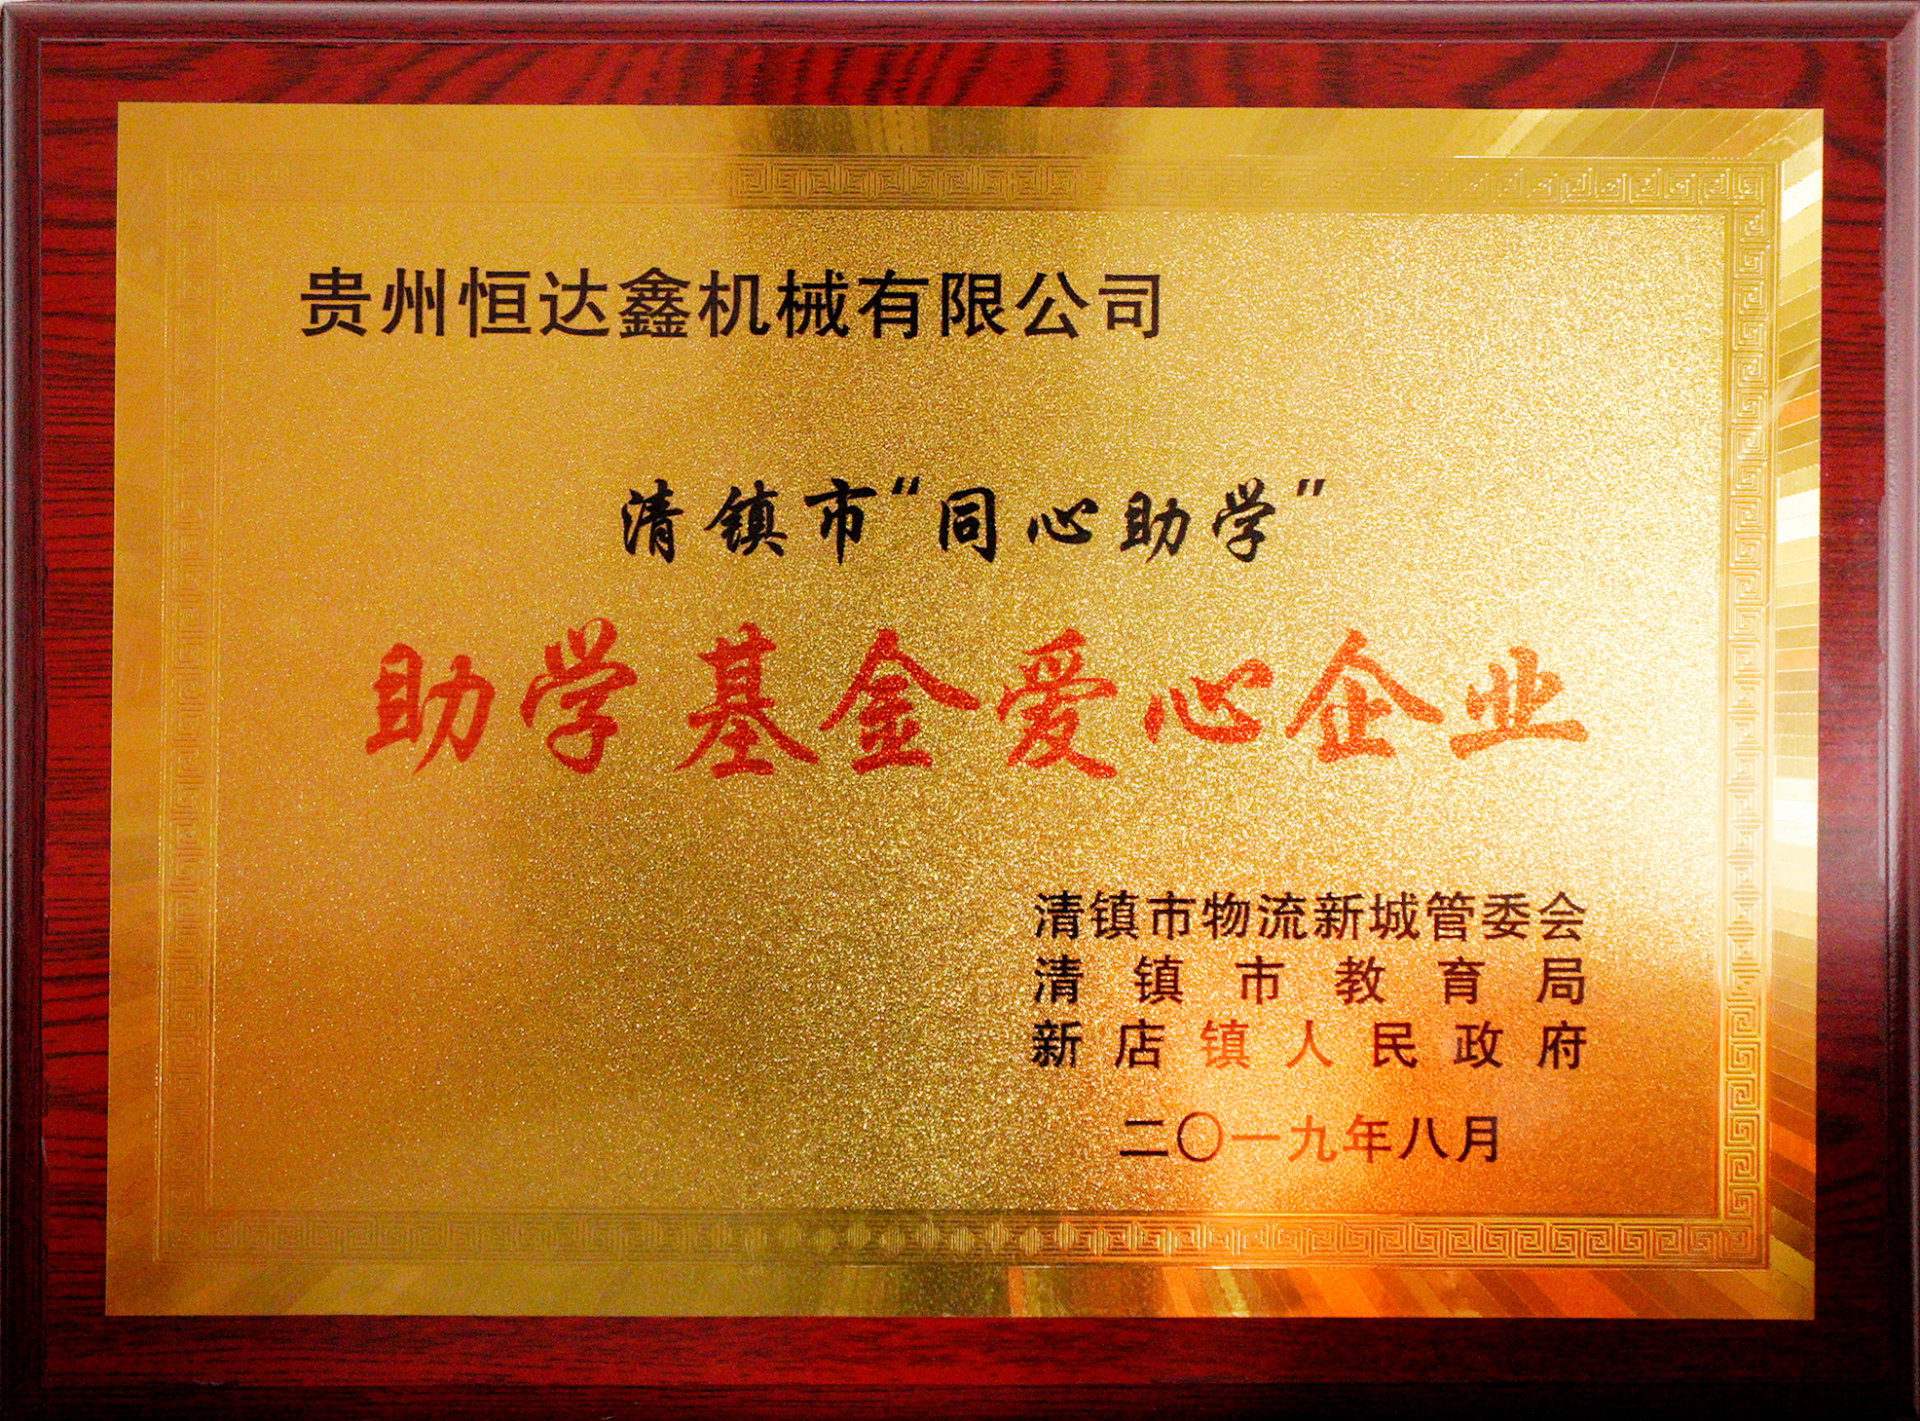 贵州恒达鑫机械有限公司
清镇市“同心助学”
助学基金爱心企业
清镇市物流新城管委会
清镇市教育局
新店镇人民政府
二〇一九年八月